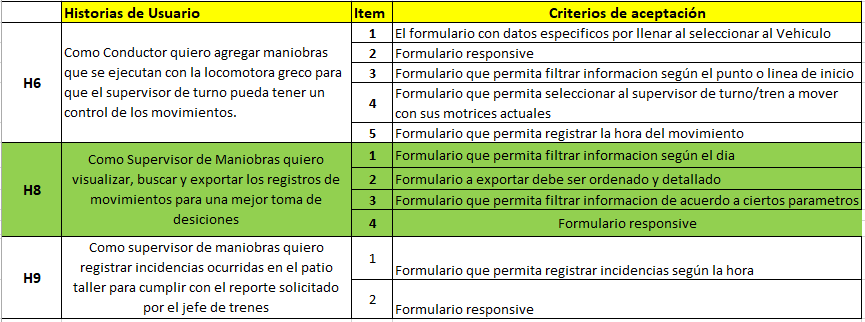 Historias de Usuario Item Criterios de aceptación
H6
Como Conductor quiero agregar maniobras
que se ejecutan con la locomotora greco para
que el supervisor de turno pueda tener un
control de los movimientos.
1 El formulario con datos especificos por llenar al seleccionar al Vehiculo
2 Formulario responsive
3 Formulario que permita filtrar informacion según el punto o linea de inicio
4 Formulario que permita seleccionar al supervisor de turno/tren a mover
con sus motrices actuales
5 Formulario que permita registrar la hora del movimiento
H8
Como Supervisor de Maniobras quiero
visualizar, buscar y exportar los registros de
movimientos para una mejor toma de
desiciones
1 Formulario que permita filtrar informacion según el dia
2 Formulario a exportar debe ser ordenado y detallado
3 Formulario que permita filtrar informacion de acuerdo a ciertos parametros
4 Formulario responsive
H9
Como supervisor de maniobras quiero
registrar incidencias ocurridas en el patio
taller para cumplir con el reporte solicitado
por el jefe de trenes
1 Formulario que permita registrar incidencias según la hora
2 Formulario responsive